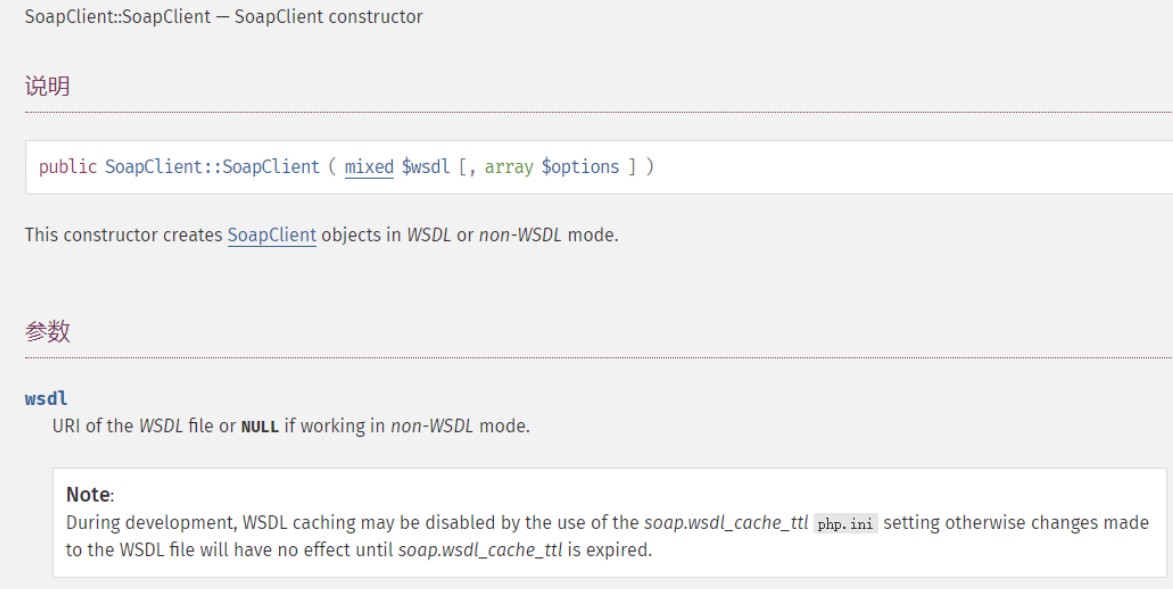 SoapClient::SoapClient — SoapClient constructor
说明
public SoapClient::SoapClient ( mixed $wsdl [, array $options ] )
This constructor creates SoapClient objects in WSDL or non-WSDL mode.
参数
wsdl
URI of the WSDL file or NULL if working in non-WSDL mode.
Note:
During development, WSDL caching may be disabled by the use of the soap.wsdl_cache_ttl php.ini setting otherwise changes made
to the WSDL file will have no effect until soap.wsdl_cache_ttl is expired.